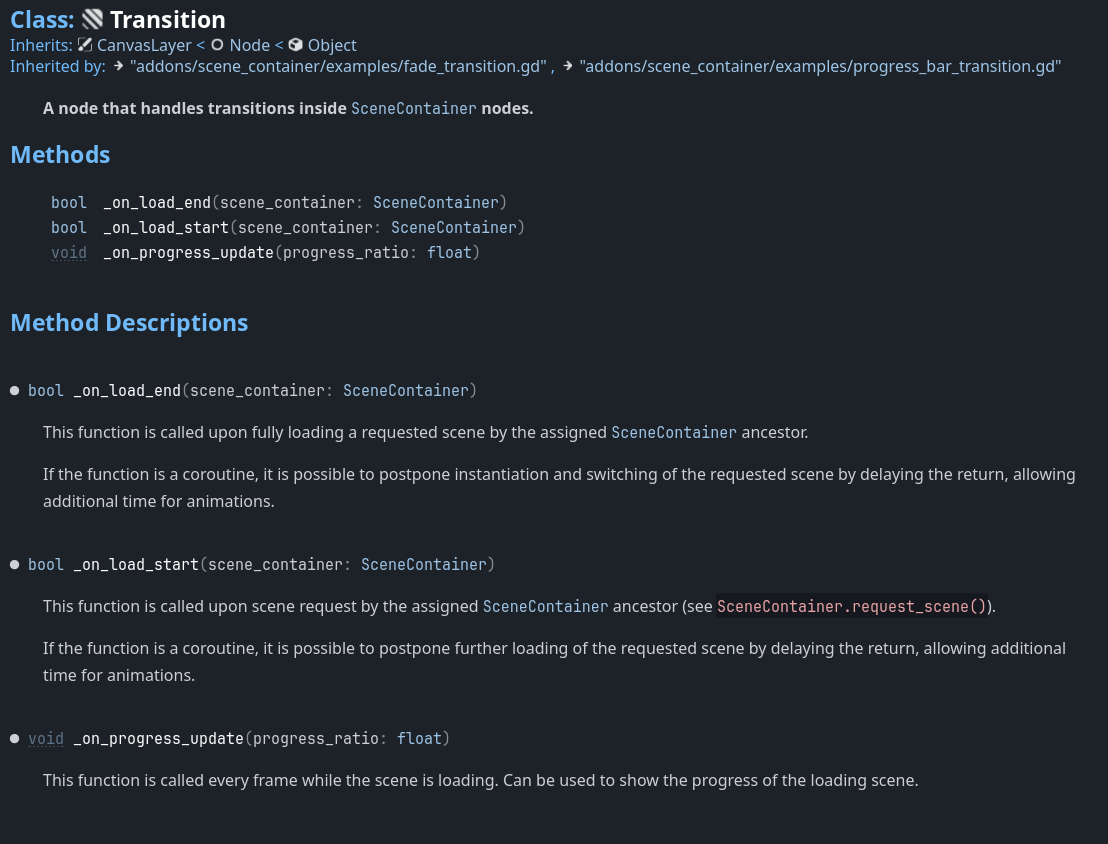 Class: Transition
Inherits: CanvasLayer < Node < Object
Inherited by: "addons/scene_container/examples/fade_transition.gd" , "addons/scene_container/examples/progress_bar_transition.gd"
A node that handles transitions inside SceneContainer nodes.
Methods
bool _on_load_end(scene_container: SceneContainer)
bool _on_load_start(scene_container: SceneContainer)
void _on_progress_update(progress_ratio: float)
Method Descriptions
bool _on_load_end(scene_container: SceneContainer)
This function is called upon fully loading a requested scene by the assigned SceneContainer ancestor.
If the function is a coroutine, it is possible to postpone instantiation and switching of the requested scene by delaying the return, allowing
additional time for animations.
bool _on_load_start(scene_container: SceneContainer)
This function is called upon scene request by the assigned SceneContainer ancestor (see SceneContainer.request_scene()).
If the function is a coroutine, it is possible to postpone further loading of the requested scene by delaying the return, allowing additional
time for animations.
void _on_progress_update(progress_ratio: float)
This function is called every frame while the scene is loading. Can be used to show the progress of the loading scene.